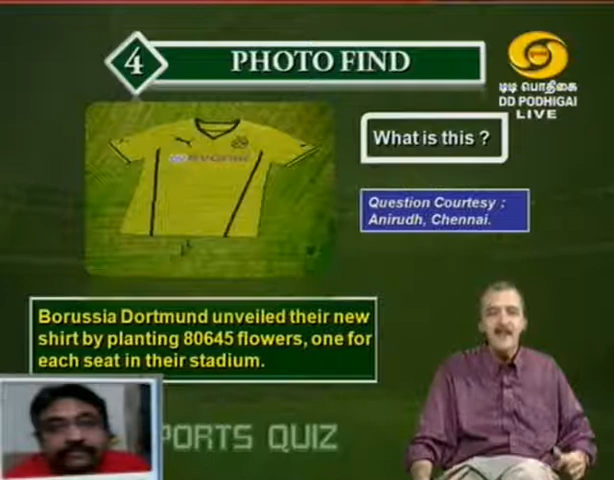 4
PHOTO FIND
டிடி பொதிகை
DD PODHIGAI
LIVE
What is this ?
EVONIK
Question Courtesy :
Anirudh, Chennai.
Borussia Dortmund unveiled their new
shirt by planting 80645 flowers, one for
each seat in their stadium.
PORTS QUIZ